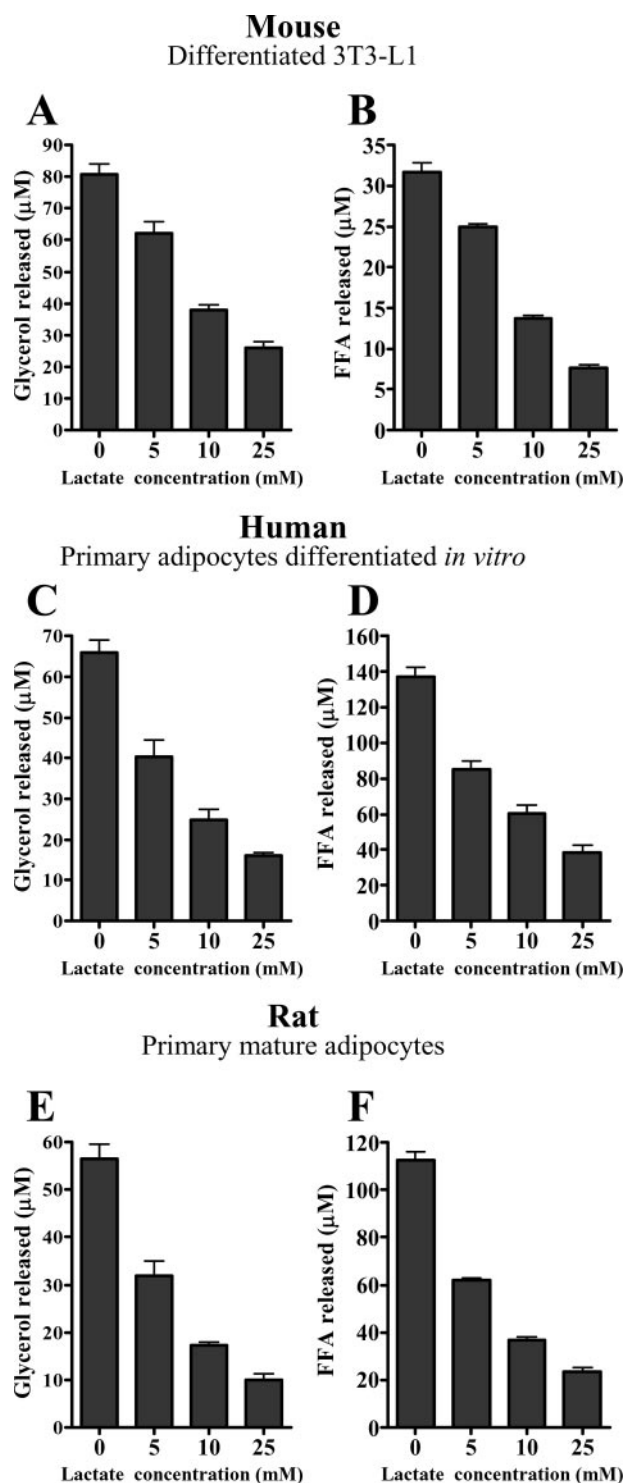 Mouse
Differentiated 3T3-L1
A
B
Glycerol released (µM)
90
80
70
60
50
40
30
20
10
0
0 5 10 25
Lactate concentration (mM)
FFA released (µM)
35
30
25
20
15
10
5
0
0 5 10 25
Lactate concentration (mM)
Human
Primary adipocytes differentiated in vitro
C
D
Glycerol released (µM)
70
60
50
40
30
20
10
0
0 5 10 25
Lactate concentration (mM)
FFA released (µM)
160
140
120
100
80
60
40
20
0
0 5 10 25
Lactate concentration (mM)
Rat
Primary mature adipocytes
E
F
Glycerol released (µM)
60
50
40
30
20
10
0
0 5 10 25
Lactate concentration (mM)
FFA released (µM)
120
100
80
60
40
20
0
0 5 10 25
Lactate concentration (mM)